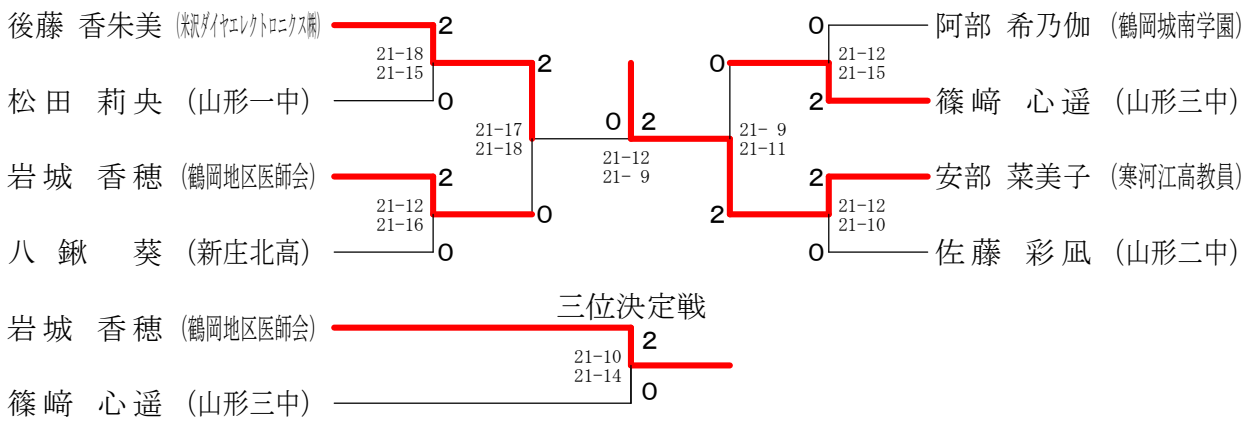 後藤 香朱美 (米沢ダイヤエレクトロニクス㈱)
2
21-18
21-15
0
松田 莉央 (山形一中)
2
21-17
21-18
0
岩城 香穂 (鶴岡地区医師会)
2
21-12
21-16
0
八鍬 葵 (新庄北高)
0 2
21-12
21- 9
0
阿部 希乃伽 (鶴岡城南学園)
21-12
21-15
2
篠﨑 心遥 (山形三中)
0
21- 9
21-11
2
2
安部 菜美子 (寒河江高教員)
21-12
21-10
0
佐藤 彩凪 (山形二中)
三位決定戦
岩城 香穂 (鶴岡地区医師会)
2
21-10
21-14
0
篠﨑 心遥 (山形三中)